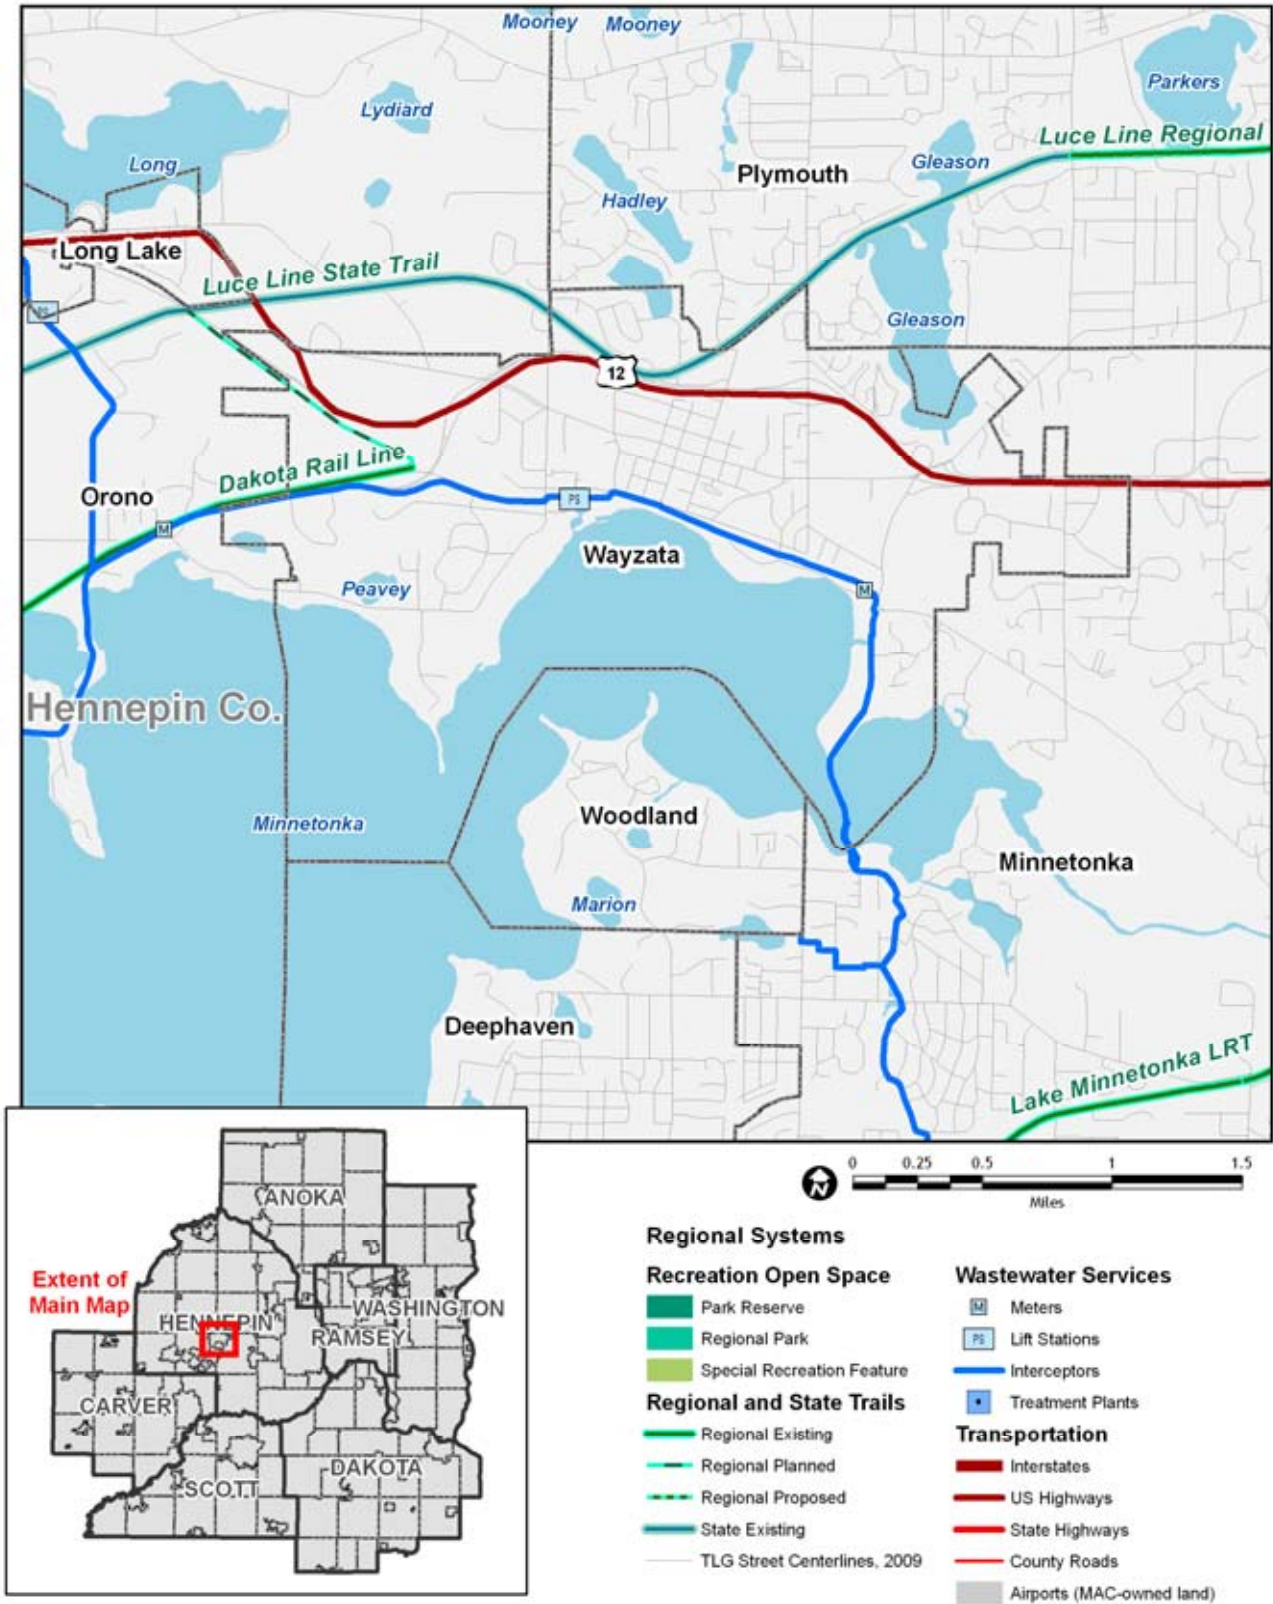 Mooney
Mooney
Parkers
Lydiard
Luce Line Regional
Long
Gleason
Plymouth
Hadley
Long Lake
Luce Line State Trail
PS
Gleason
12
Dakota Rail Line
Orono
PS
M
Wayzata
Peavey
M
Hennepin Co.
Woodland
Minnetonka
Minnetonka
Marion
Deephaven
Lake Minnetonka LRT
N
0 0.25 0.5 1 1.5
Miles
ANOKA
Extent of
Main Map
HENNEPIN
WASHINGTON
RAMSEY
CARVER
DAKOTA
SCOTT
Regional Systems
Recreation Open Space
Park Reserve
Regional Park
Special Recreation Feature
Regional and State Trails
Regional Existing
Regional Planned
Regional Proposed
State Existing
TLG Street Centerlines, 2009
Wastewater Services
M Meters
PS Lift Stations
Interceptors
Treatment Plants
Transportation
Interstates
US Highways
State Highways
County Roads
Airports (MAC-owned land)